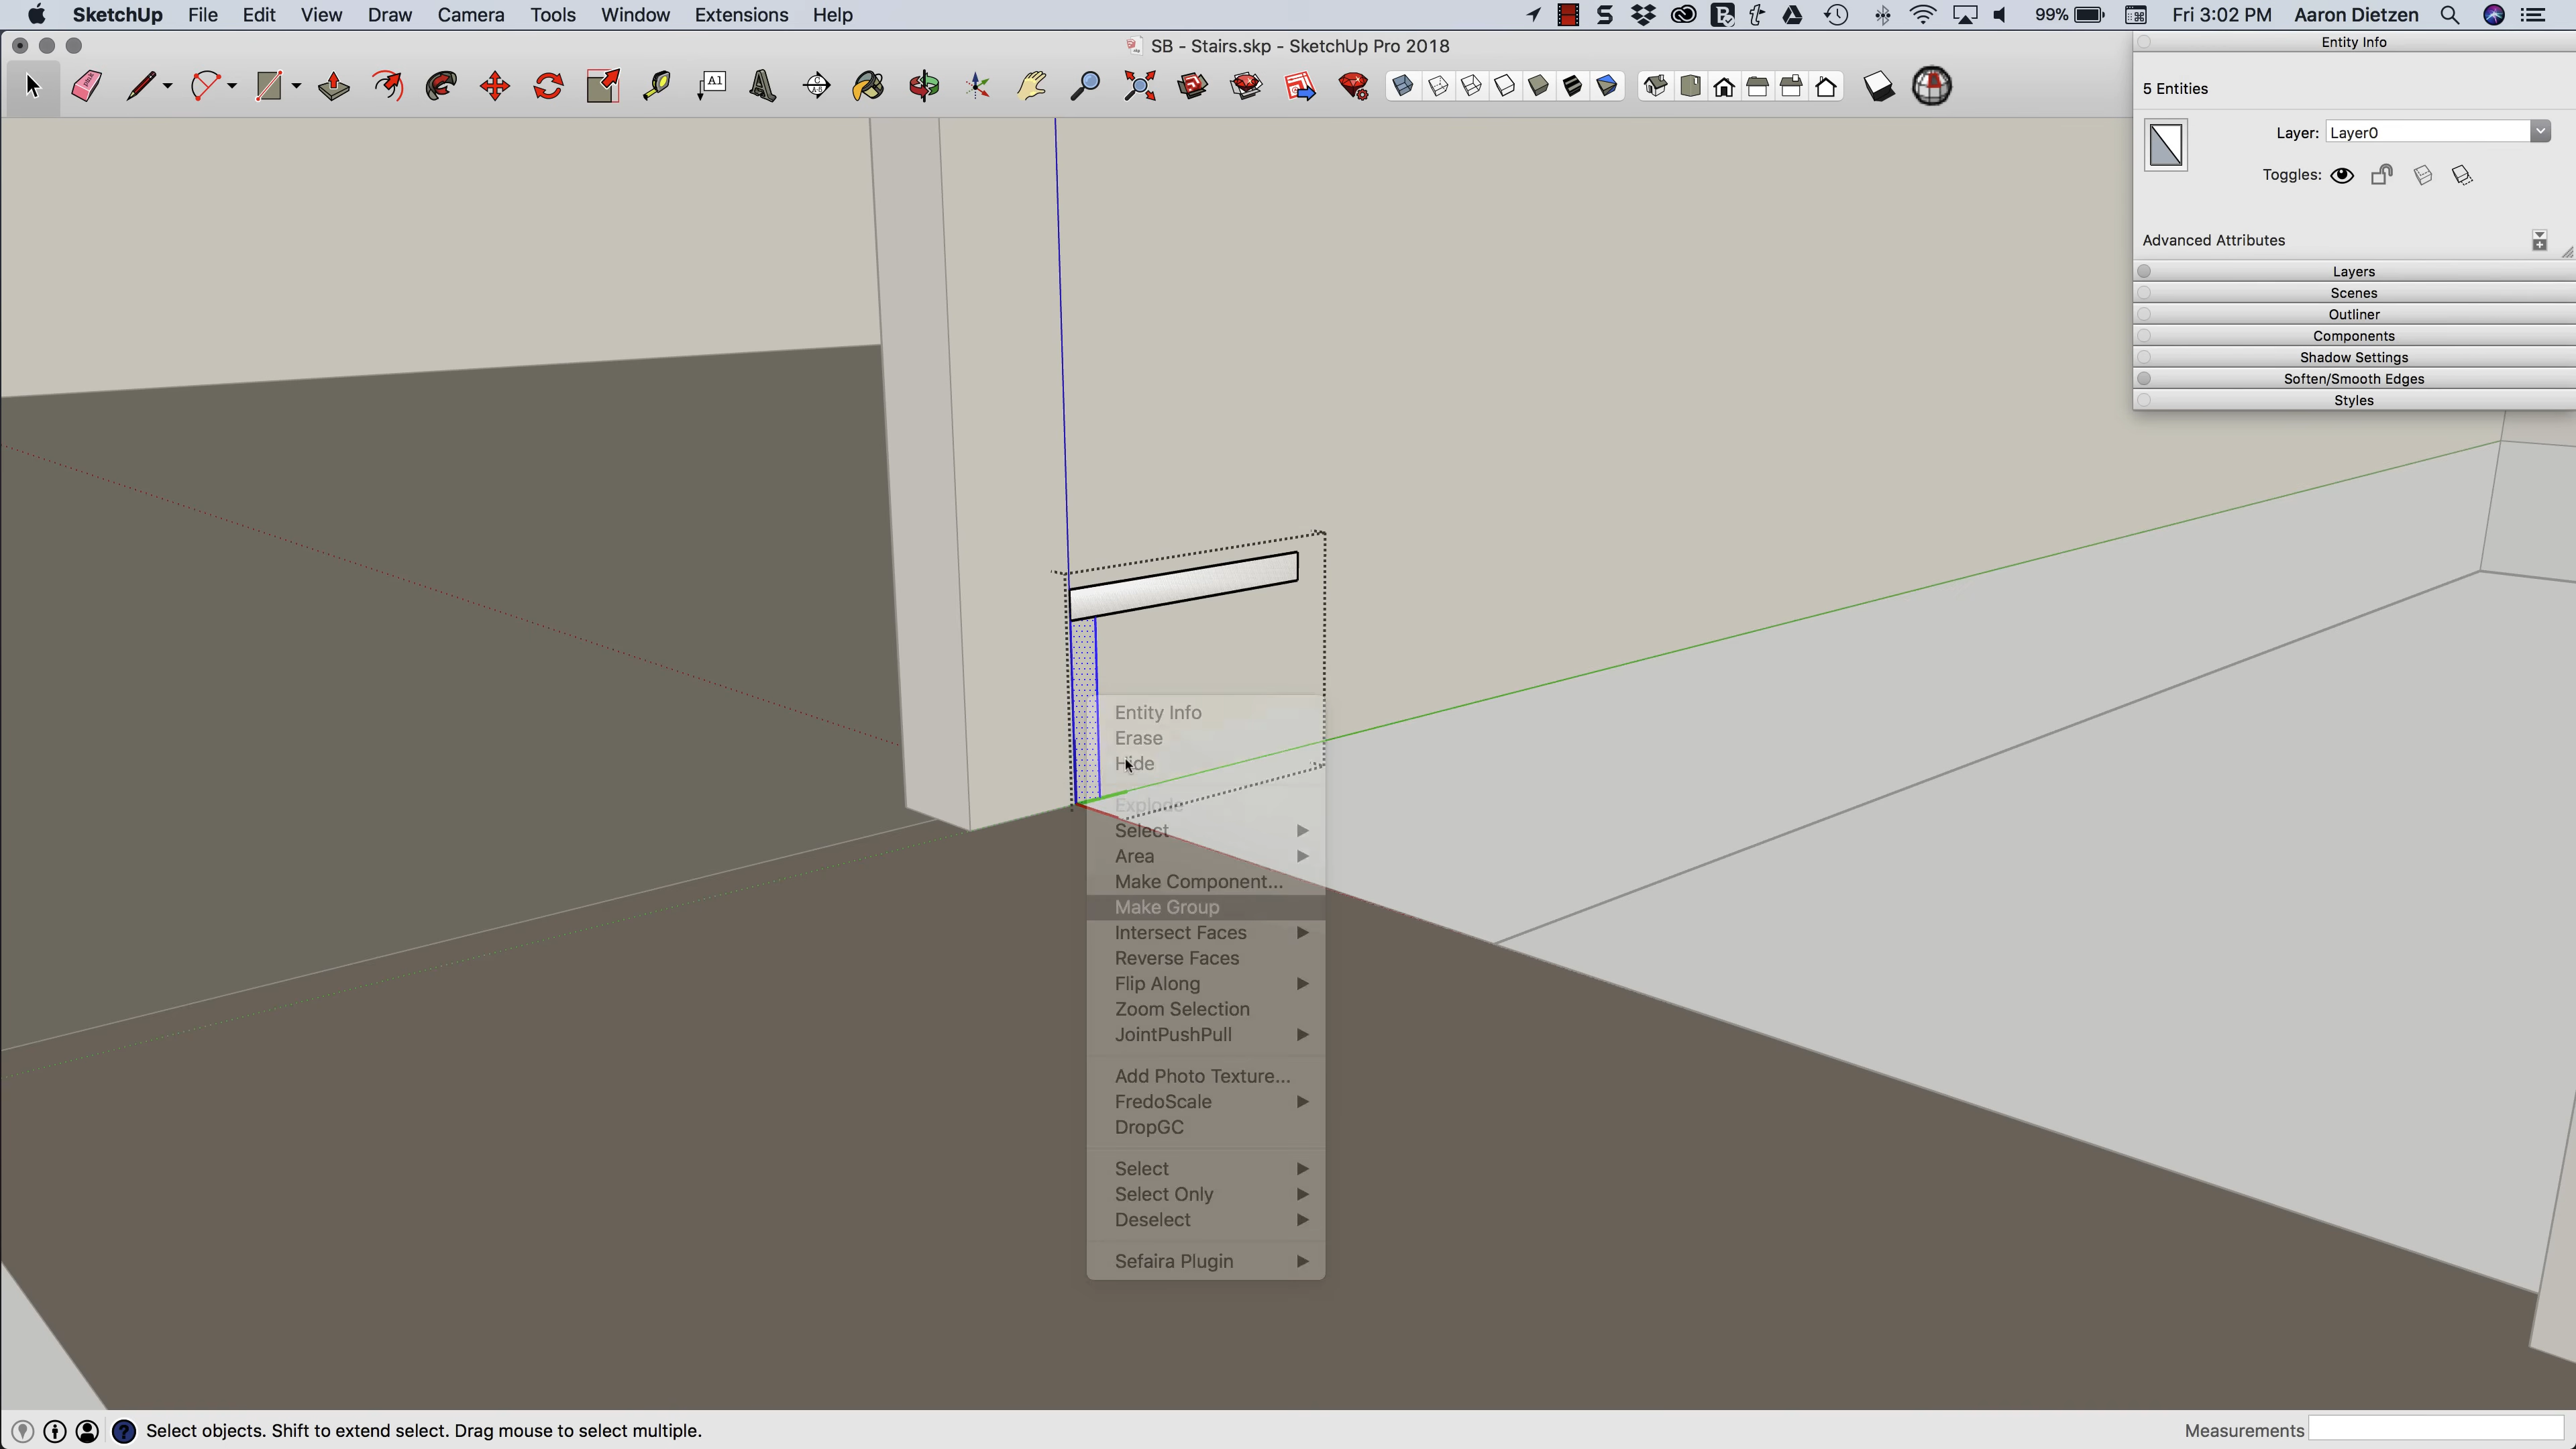 SketchUp File Edit View Draw Camera Tools Window Extensions Help
99% Fri 3:02 PM Aaron Dietzen
SB - Stairs.skp - SketchUp Pro 2018
A1
Entity Info
5 Entities
Layer: Layer0
Toggles:
Advanced Attributes
Layers
Scenes
Outliner
Components
Shadow Settings
Soften/Smooth Edges
Styles
Entity Info
Erase
Hide
Explode
Select
Area
Make Component...
Make Group
Intersect Faces
Reverse Faces
Flip Along
Zoom Selection
JointPushPull
Add Photo Texture...
FredoScale
DropGC
Select
Select Only
Deselect
Sefaira Plugin
Select objects. Shift to extend select. Drag mouse to select multiple.
Measurements